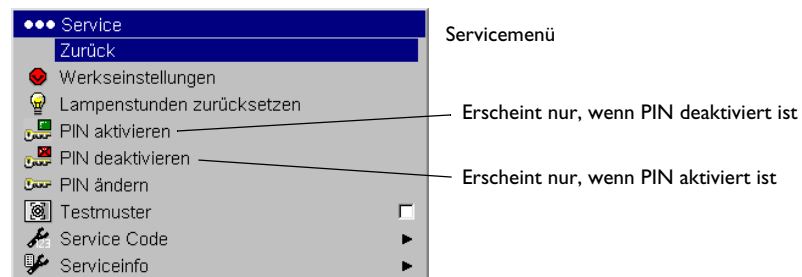 Service
Servicemenü
Zurück
Werkseinstellungen
Lampenstunden zurücksetzen
Erscheint nur, wenn PIN deaktiviert ist
PIN aktivieren
PIN deaktivieren
Erscheint nur, wenn PIN aktiviert ist
PIN ändern
Testmuster
123
Service Code
Serviceinfo